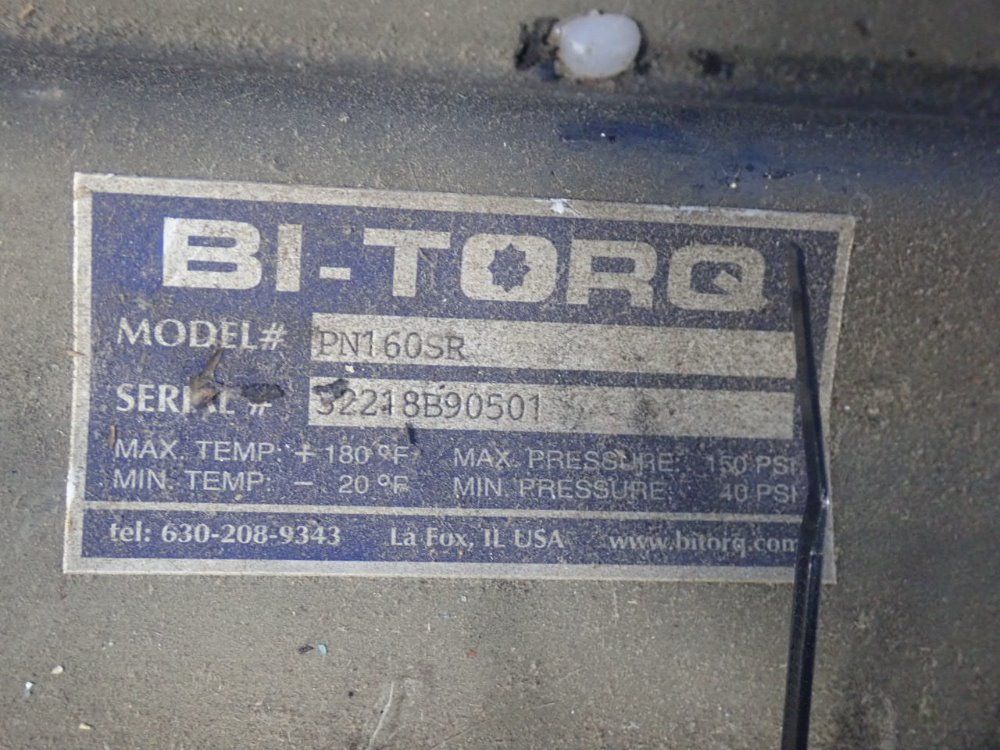 BI-TORQ
MODEL# PN160SR
SERIAL # 32218B90501
MAX. TEMP: + 180 °F MAX. PRESSURE: 150 PSI
MIN. TEMP: – 20 °F MIN. PRESSURE: 40 PSI
tel: 630-208-9343 La Fox, IL USA www.bitorq.com